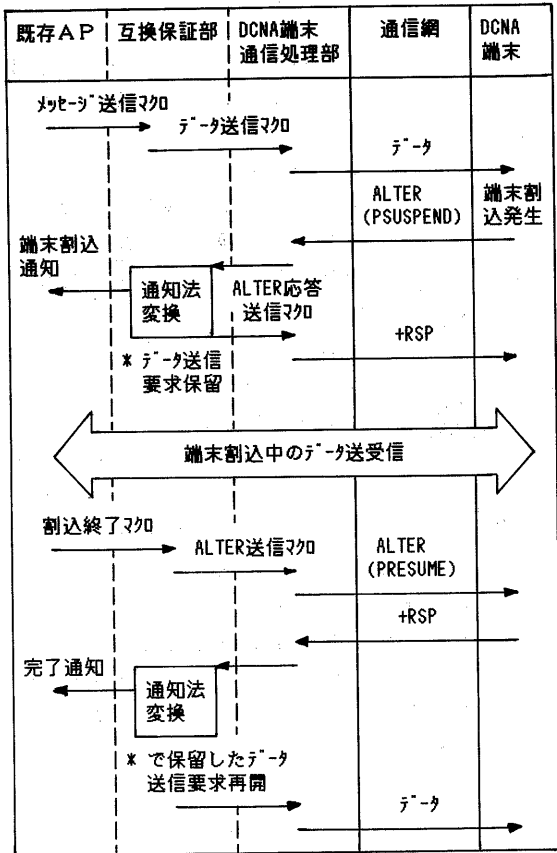 既存AP
互換保証部
DCNA端末
通信処理部
通信網
DCNA
端末
メッセージ送信マクロ
データ送信マクロ
データ
ALTER
(PSUSPEND)
端末割
込発生
端末割込
通知
通知法
変換
ALTER応答
送信マクロ
+RSP
* データ送信
要求保留
端末割込中のデータ送受信
割込終了マクロ
ALTER送信マクロ
ALTER
(PRESUME)
+RSP
完了通知
通知法
変換
* で保留したデータ
送信要求再開
データ